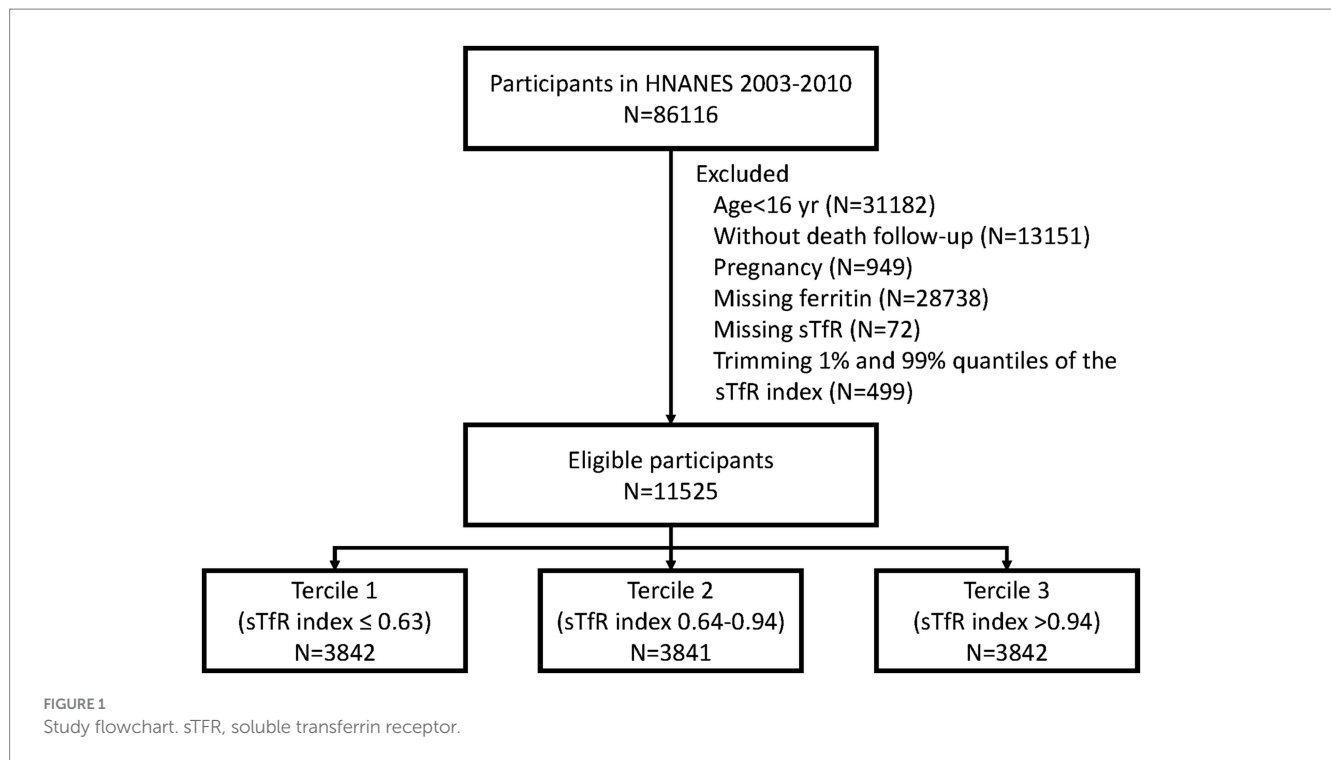 Participants in HNANES 2003-2010
N=86116
Excluded
Age<16 yr (N=31182)
Without death follow-up (N=13151)
Pregnancy (N=949)
Missing ferritin (N=28738)
Missing sTfR (N=72)
Trimming 1% and 99% quantiles of the
sTfR index (N=499)
Eligible participants
N=11525
Tercile 1
(sTfR index ≤ 0.63)
N=3842
Tercile 2
(sTfR index 0.64-0.94)
N=3841
Tercile 3
(sTfR index >0.94)
N=3842
FIGURE 1
Study flowchart. sTFR, soluble transferrin receptor.